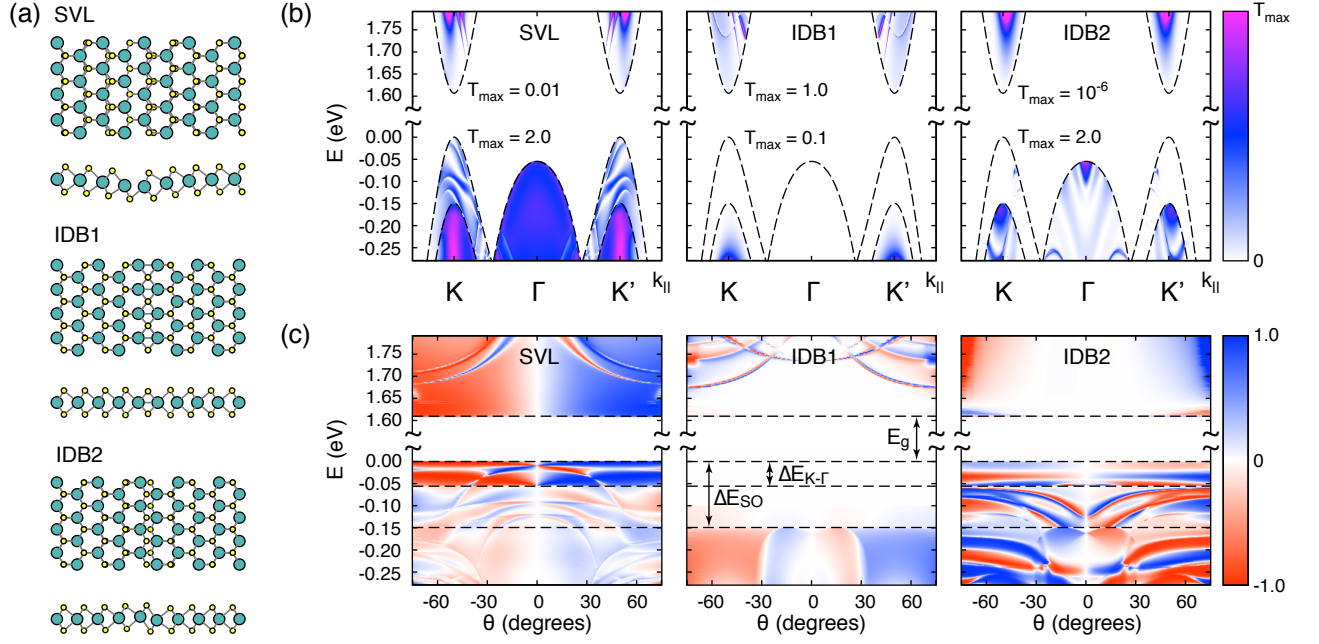 (a)
SVL
IDB1
IDB2
(b)
SVL
IDB1
IDB2
T_max
0
E (eV)
1.75
1.70
1.65
1.60
0.00
-0.05
-0.10
-0.15
-0.20
-0.25
T_max = 0.01
T_max = 2.0
T_max = 1.0
T_max = 0.1
T_max = 10^-6
T_max = 2.0
K Γ K' k_||
K Γ K' k_||
K Γ K' k_||
(c)
SVL
IDB1
IDB2
1.0
0
-1.0
E (eV)
1.75
1.70
1.65
1.60
0.00
-0.05
-0.10
-0.15
-0.20
-0.25
E_g
ΔE_K-Γ
ΔE_SO
-60 -30 0 30 60
-60 -30 0 30 60
-60 -30 0 30 60
θ (degrees)
θ (degrees)
θ (degrees)